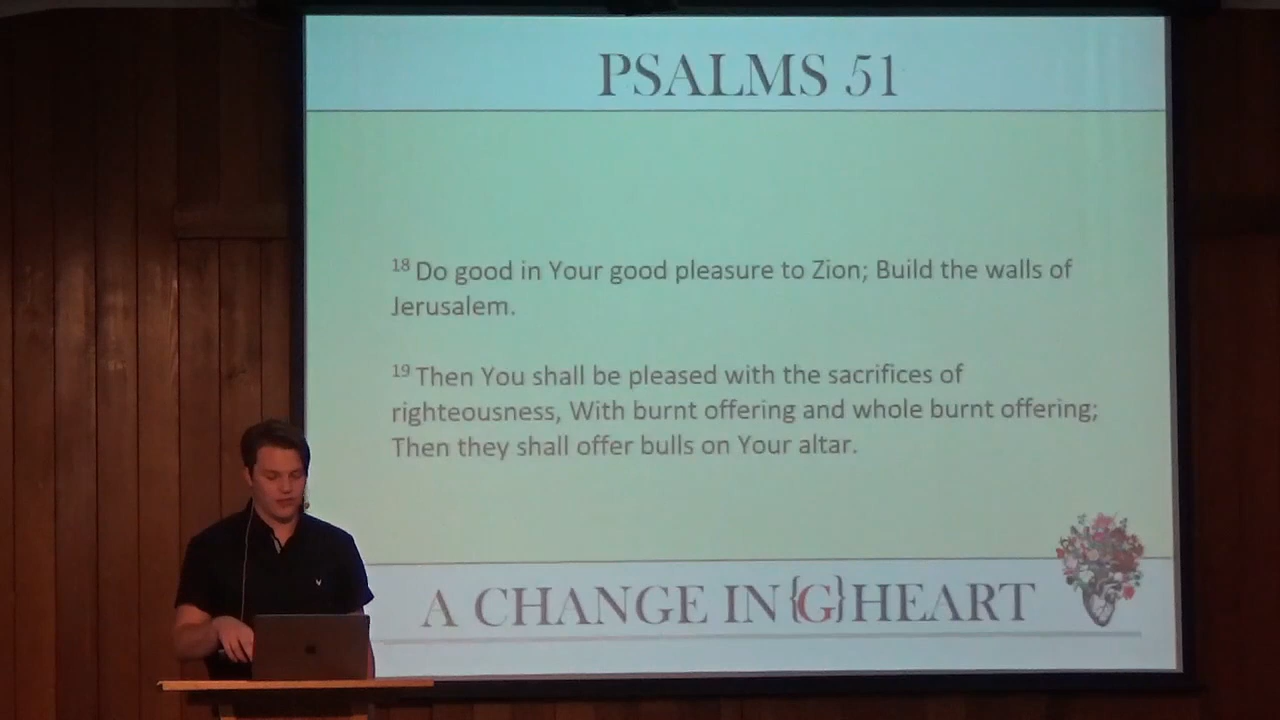 PSALMS 51
18 Do good in Your good pleasure to Zion; Build the walls of
Jerusalem.
19 Then You shall be pleased with the sacrifices of
righteousness, With burnt offering and whole burnt offering;
Then they shall offer bulls on Your altar.
A CHANGE IN {G} HEART